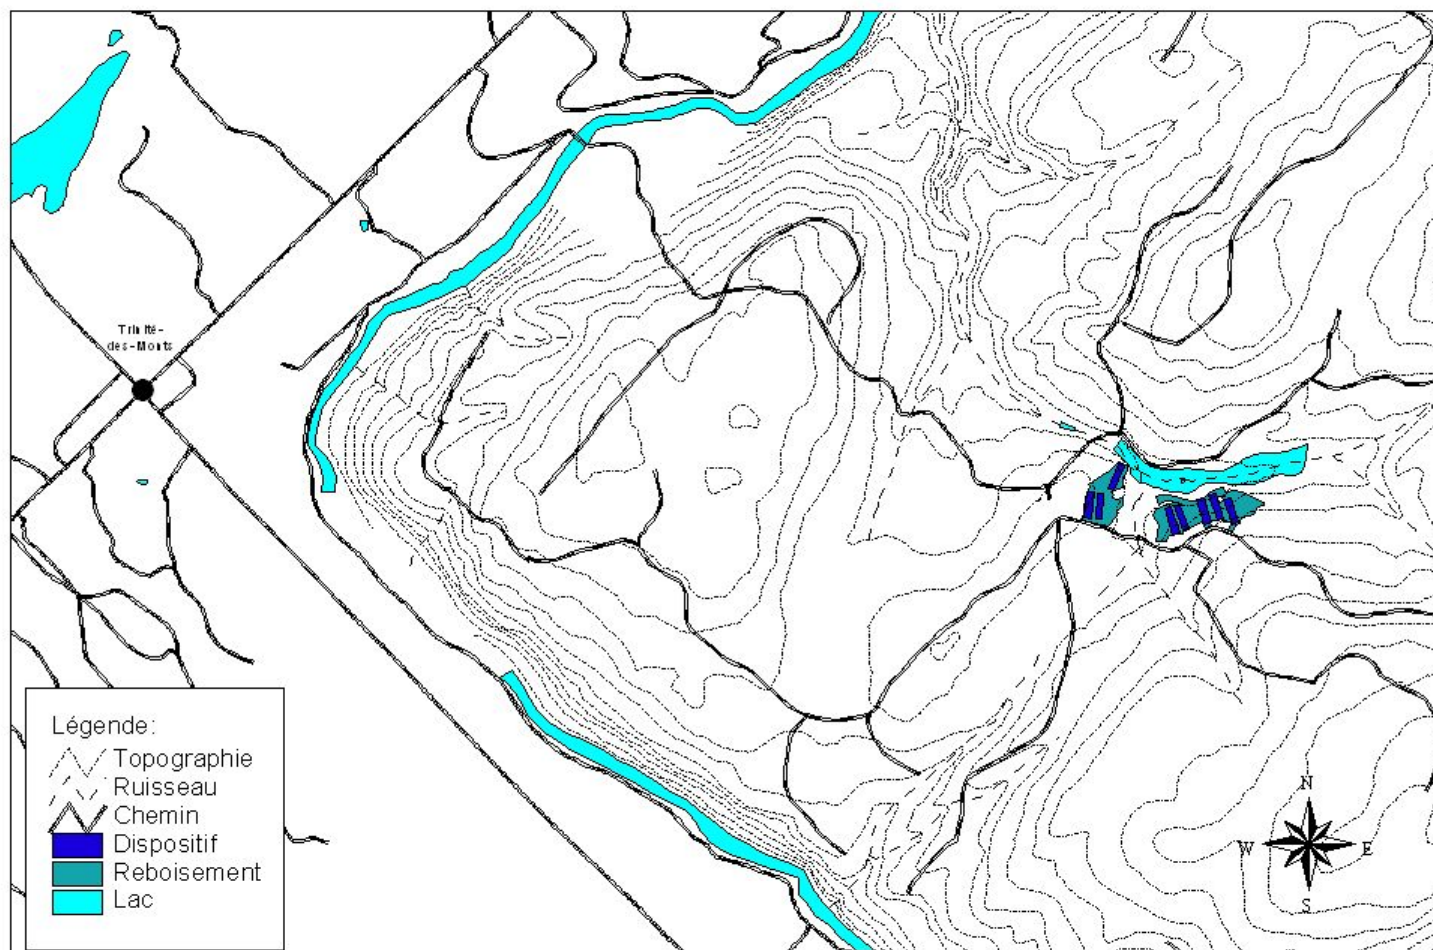 Trinité-
des-Monts
Légende:
Topographie
Ruisseau
Chemin
Dispositif
Reboisement
Lac
N
W E
S